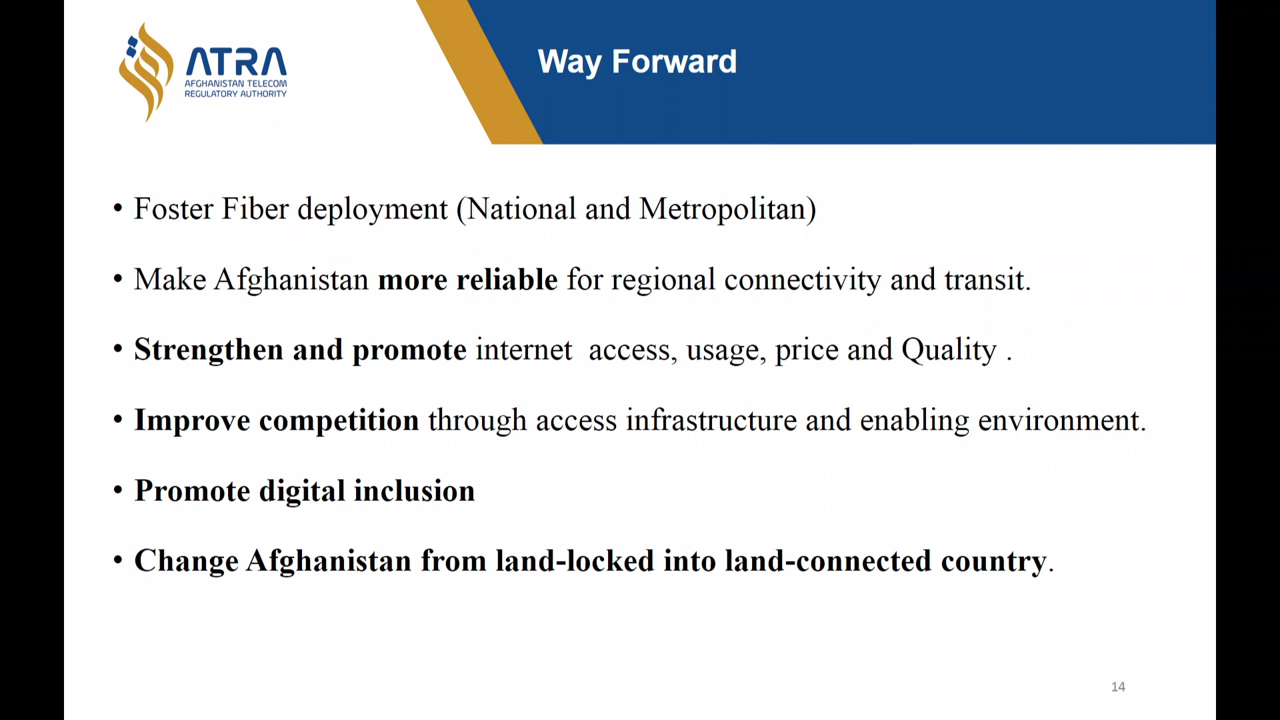 ATRA
AFGHANISTAN TELECOM
REGULATORY AUTHORITY
Way Forward
• Foster Fiber deployment (National and Metropolitan)
• Make Afghanistan more reliable for regional connectivity and transit.
• Strengthen and promote internet  access, usage, price and Quality .
• Improve competition through access infrastructure and enabling environment.
• Promote digital inclusion
• Change Afghanistan from land-locked into land-connected country.
14